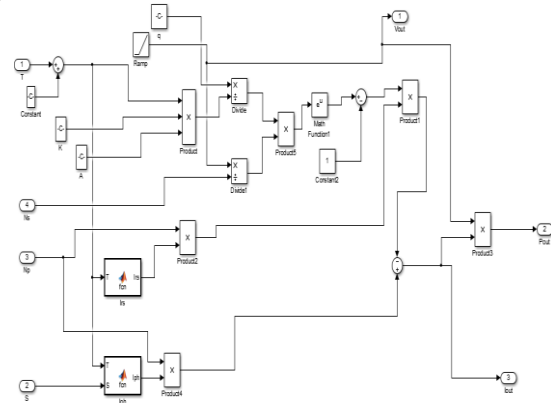 -C-
q
1
Vout
Ramp
1
T
-C-
Constant
-C-
K
-C-
A
X
Product
X
÷
Divide
X
÷
Divide1
X
Product5
e^u
Math
Function1
1
Constant2
X
Product1
4
Ns
3
Np
X
Product2
T
fcn
Irs
Irs
X
Product3
2
Pout
T
S
fcn
Iph
Iph
X
Product4
2
S
3
Iout